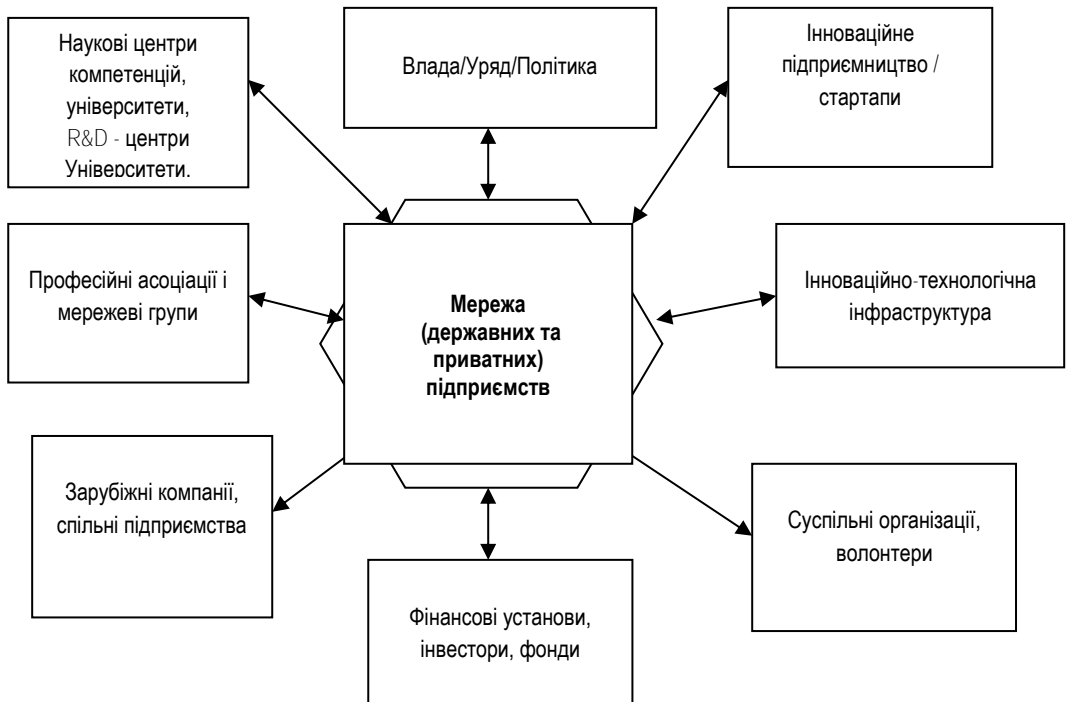 Наукові центри
компетенцій,
університети,
R&D - центри
Університети.
Влада/Уряд/Політика
Інноваційне
підприємництво /
стартапи
Професійні асоціації і
мережеві групи
Мережа
(державних та
приватних)
підприємств
Інноваційно-технологічна
інфраструктура
Зарубіжні компанії,
спільні підприємства
Фінансові установи,
інвестори, фонди
Суспільні організації,
волонтери